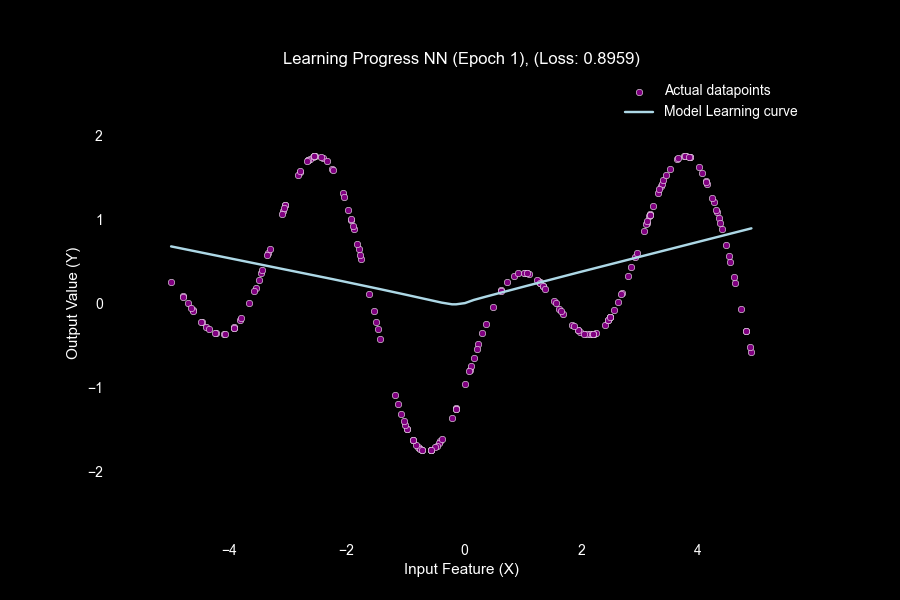 Learning Progress NN (Epoch 1), (Loss: 0.8959)
Actual datapoints
Model Learning curve
2
1
0
−1
−2
Output Value (Y)
−4 −2 0 2 4
Input Feature (X)